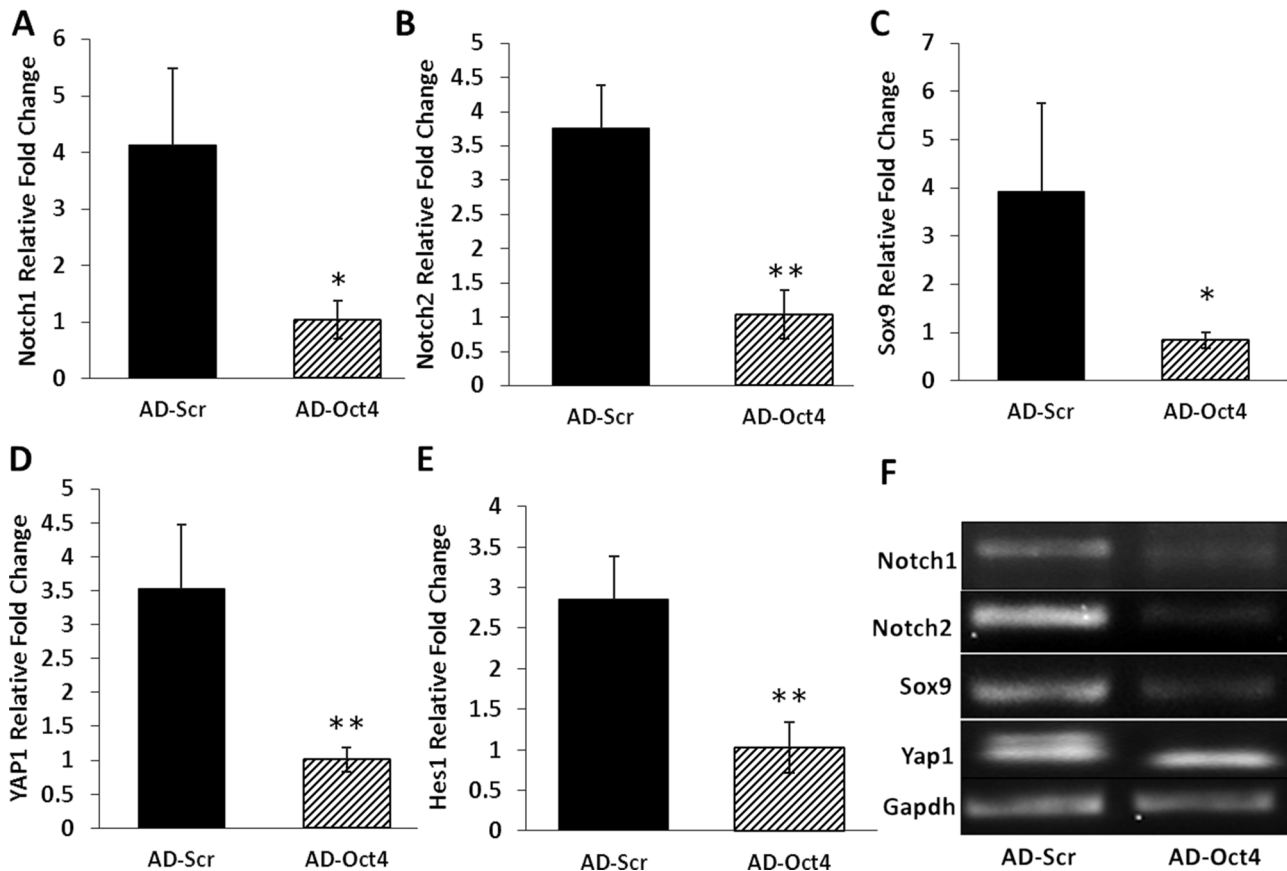 A
Notch1 Relative Fold Change
6
5
4
3
2
1
0
*
AD-Scr
AD-Oct4
B
Notch2 Relative Fold Change
5
4.5
4
3.5
3
2.5
2
1.5
1
0.5
0
**
AD-Scr
AD-Oct4
C
Sox9 Relative Fold Change
7
6
5
4
3
2
1
0
*
AD-Scr
AD-Oct4
D
YAP1 Relative Fold Change
5
4.5
4
3.5
3
2.5
2
1.5
1
0.5
0
**
AD-Scr
AD-Oct4
E
Hes1 Relative Fold Change
4
3.5
3
2.5
2
1.5
1
0.5
0
**
AD-Scr
AD-Oct4
F
Notch1
Notch2
Sox9
Yap1
Gapdh
AD-Scr
AD-Oct4